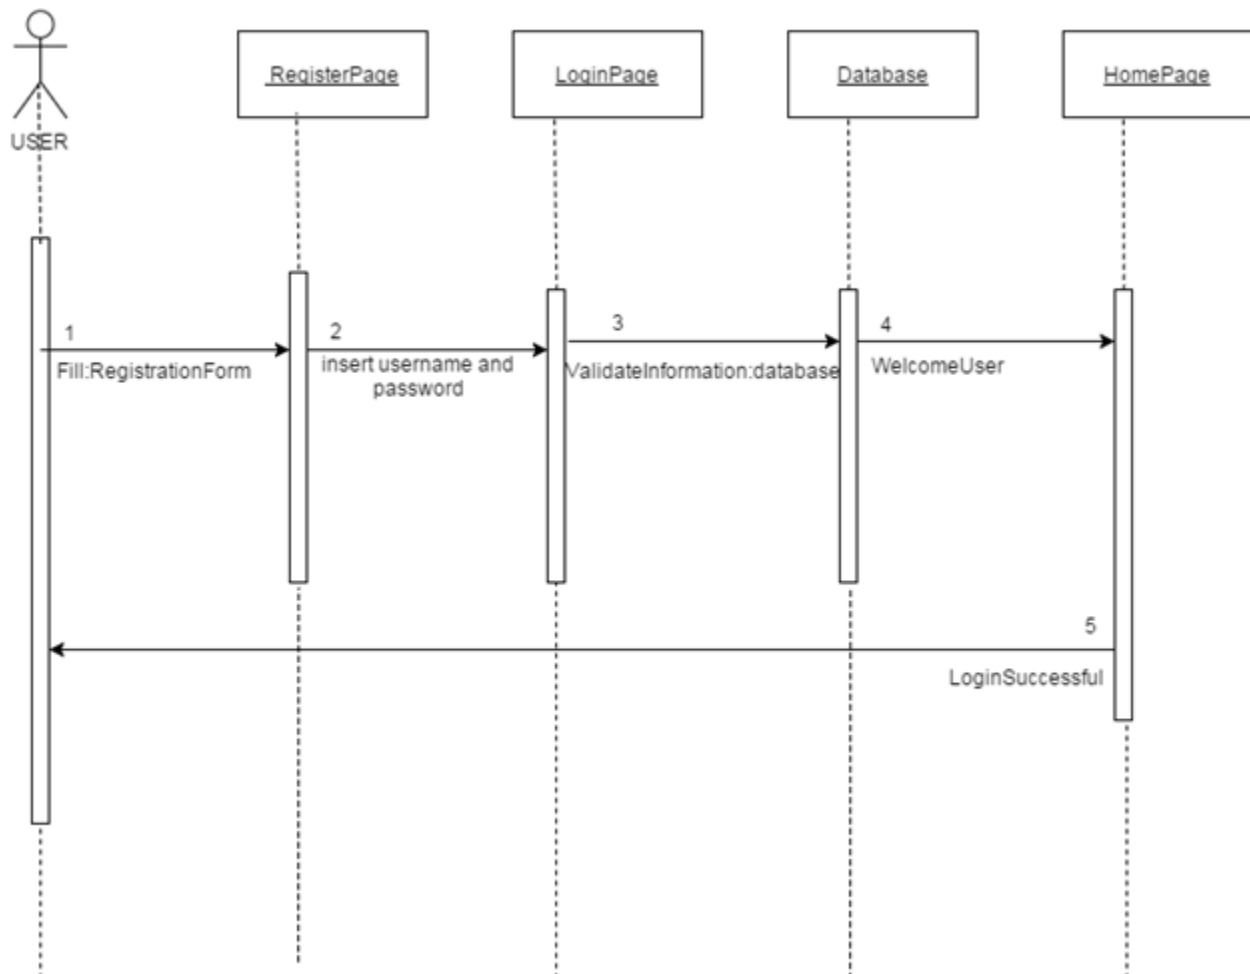 USER
RegisterPage
LoginPage
Database
HomePage
1
Fill:RegistrationForm
2
insert username and
password
3
ValidateInformation:database
4
WelcomeUser
5
LoginSuccessful